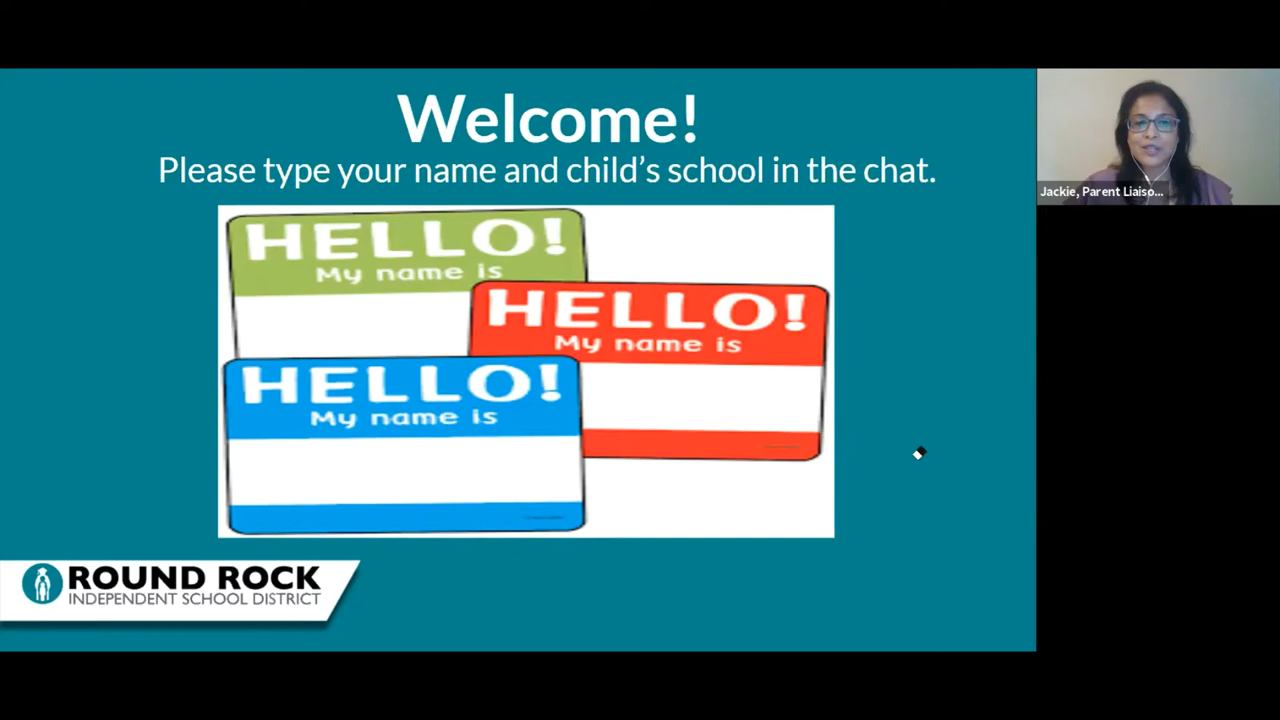 Welcome!
Please type your name and child's school in the chat.
HELLO!
My name is
HELLO!
My name is
HELLO!
My name is
ROUND ROCK
INDEPENDENT SCHOOL DISTRICT
Jackie, Parent Liaiso...